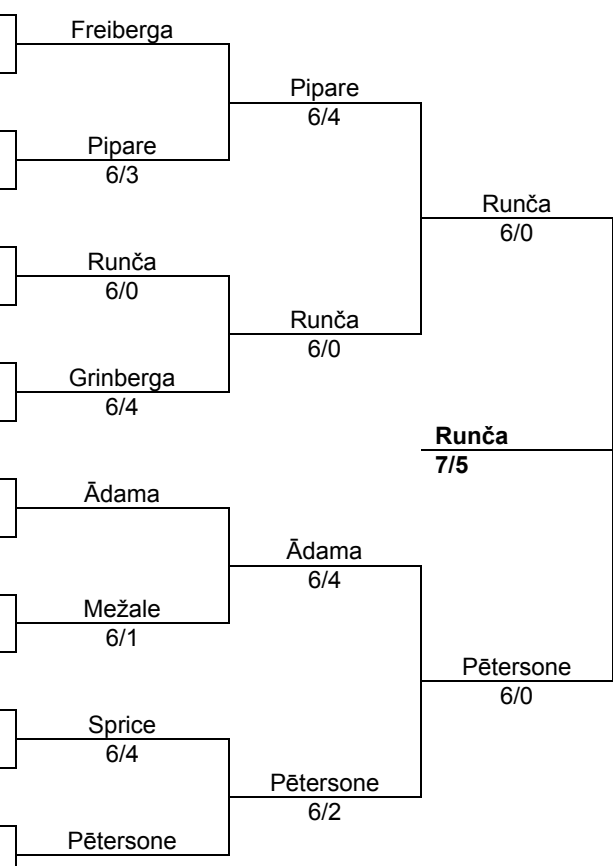 Freiberga
Pipare
6/4
Pipare
6/3
Runča
6/0
Runča
6/0
Runča
6/0
Grinberga
6/4
Runča
7/5
Ādama
Ādama
6/4
Mežale
6/1
Pētersone
6/0
Sprice
6/4
Pētersone
6/2
Pētersone